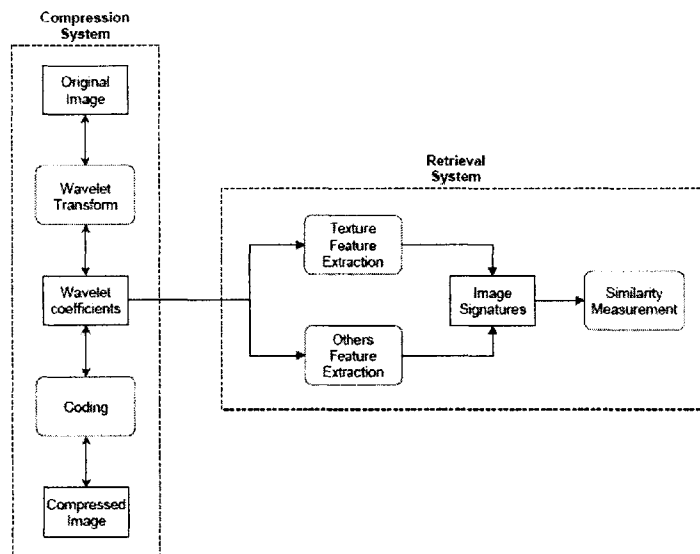 Compression
System
Original
Image
Wavelet
Transform
Wavelet
coefficients
Coding
Compressed
Image
Retrieval
System
Texture
Feature
Extraction
Others
Feature
Extraction
Image
Signatures
Similarity
Measurement